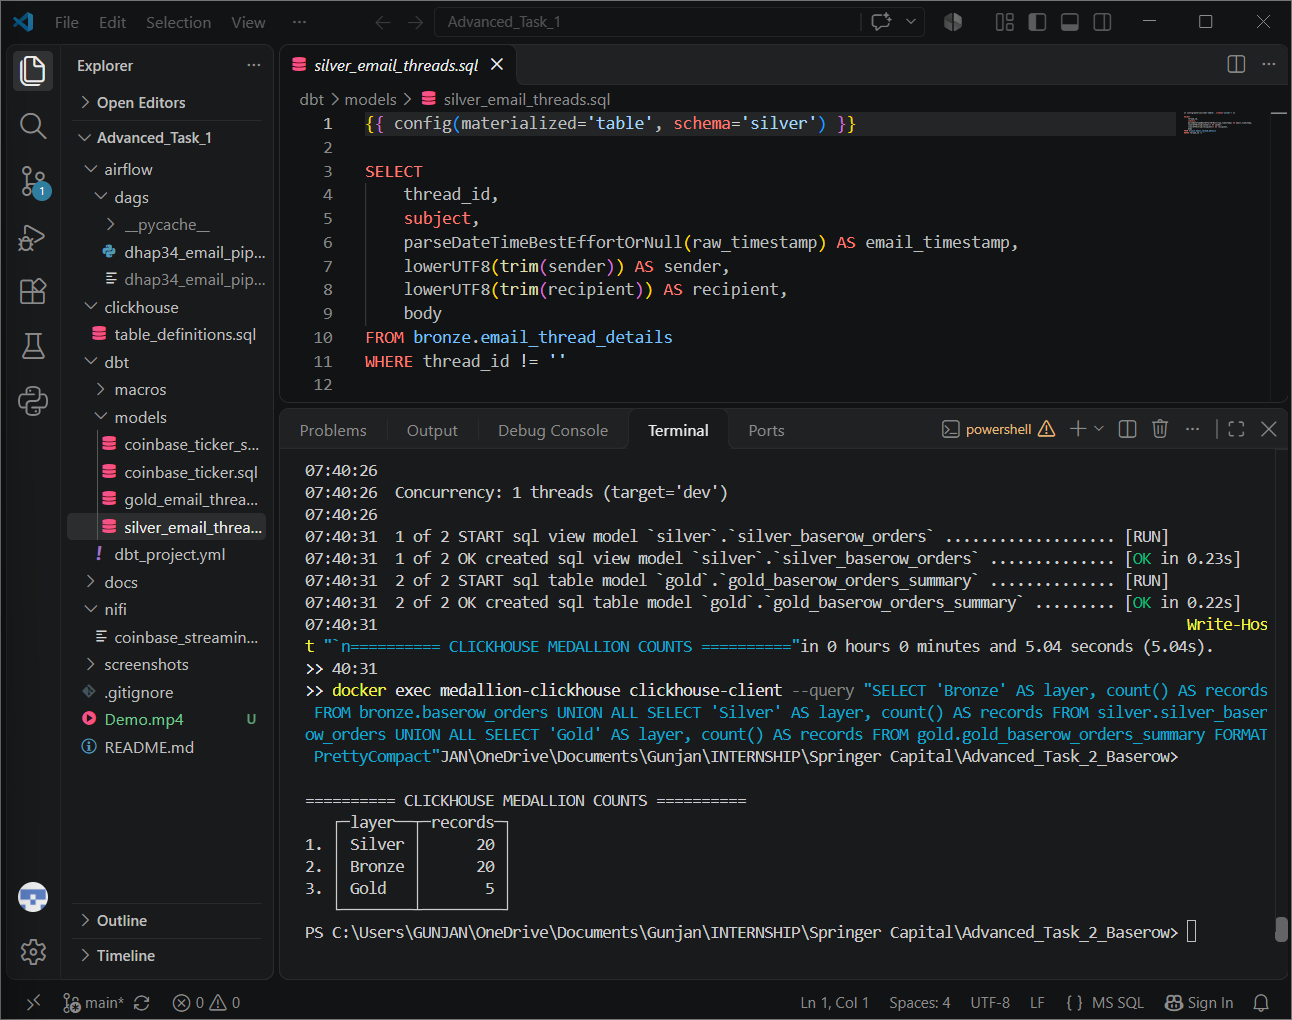 File Edit Selection View ··· Advanced_Task_1
Explorer ···
Open Editors
Advanced_Task_1
airflow
dags
__pycache__
dhap34_email_pip...
dhap34_email_pip...
clickhouse
table_definitions.sql
dbt
macros
models
coinbase_ticker_s...
coinbase_ticker.sql
gold_email_threa...
silver_email_threa...
! dbt_project.yml
docs
nifi
coinbase_streamin...
screenshots
.gitignore
Demo.mp4 U
README.md
Outline
Timeline
1
silver_email_threads.sql
dbt > models > silver_email_threads.sql
1 {{ config(materialized='table', schema='silver') }}
2
3 SELECT
4 thread_id,
5 subject,
6 parseDateTimeBestEffortOrNull(raw_timestamp) AS email_timestamp,
7 lowerUTF8(trim(sender)) AS sender,
8 lowerUTF8(trim(recipient)) AS recipient,
9 body
10 FROM bronze.email_thread_details
11 WHERE thread_id != ''
12
Problems Output Debug Console Terminal Ports powershell
07:40:26
07:40:26 Concurrency: 1 threads (target='dev')
07:40:26
07:40:31 1 of 2 START sql view model `silver`.`silver_baserow_orders` ................... [RUN]
07:40:31 1 of 2 OK created sql view model `silver`.`silver_baserow_orders` .............. [OK in 0.23s]
07:40:31 2 of 2 START sql table model `gold`.`gold_baserow_orders_summary` .............. [RUN]
07:40:31 2 of 2 OK created sql table model `gold`.`gold_baserow_orders_summary` ......... [OK in 0.22s]
07:40:31 Write-Hos
t "`n========== CLICKHOUSE MEDALLION COUNTS =========="in 0 hours 0 minutes and 5.04 seconds (5.04s).
>> 40:31
>> docker exec medallion-clickhouse clickhouse-client --query "SELECT 'Bronze' AS layer, count() AS records
FROM bronze.baserow_orders UNION ALL SELECT 'Silver' AS layer, count() AS records FROM silver.silver_baser
ow_orders UNION ALL SELECT 'Gold' AS layer, count() AS records FROM gold.gold_baserow_orders_summary FORMAT
PrettyCompact"JAN\OneDrive\Documents\Gunjan\INTERNSHIP\Springer Capital\Advanced_Task_2_Baserow>
========== CLICKHOUSE MEDALLION COUNTS ==========
layer records
1. Silver 20
2. Bronze 20
3. Gold 5
PS C:\Users\GUNJAN\OneDrive\Documents\Gunjan\INTERNSHIP\Springer Capital\Advanced_Task_2_Baserow>
main* 0 0 Ln 1, Col 1 Spaces: 4 UTF-8 LF {} MS SQL Sign In